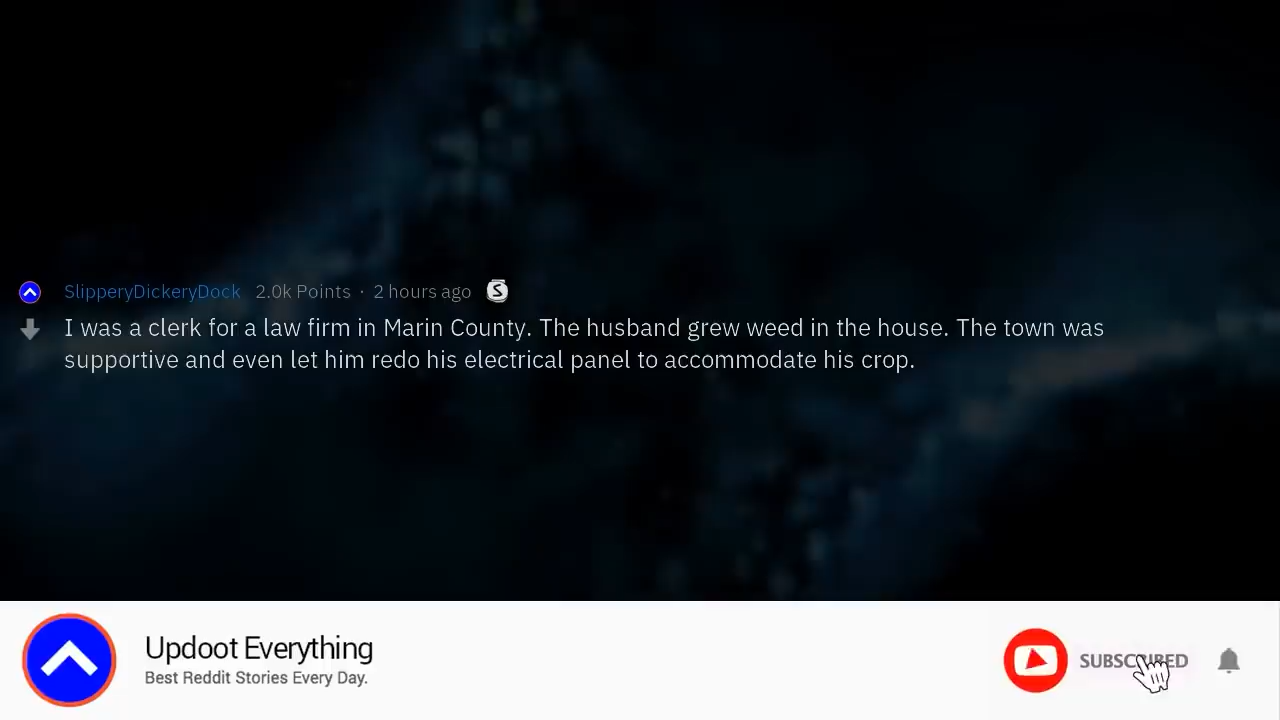 SlipperyDickeryDock 2.0k Points · 2 hours ago S
I was a clerk for a law firm in Marin County. The husband grew weed in the house. The town was
supportive and even let him redo his electrical panel to accommodate his crop.
Updoot Everything
Best Reddit Stories Every Day.
SUBSCRIBED